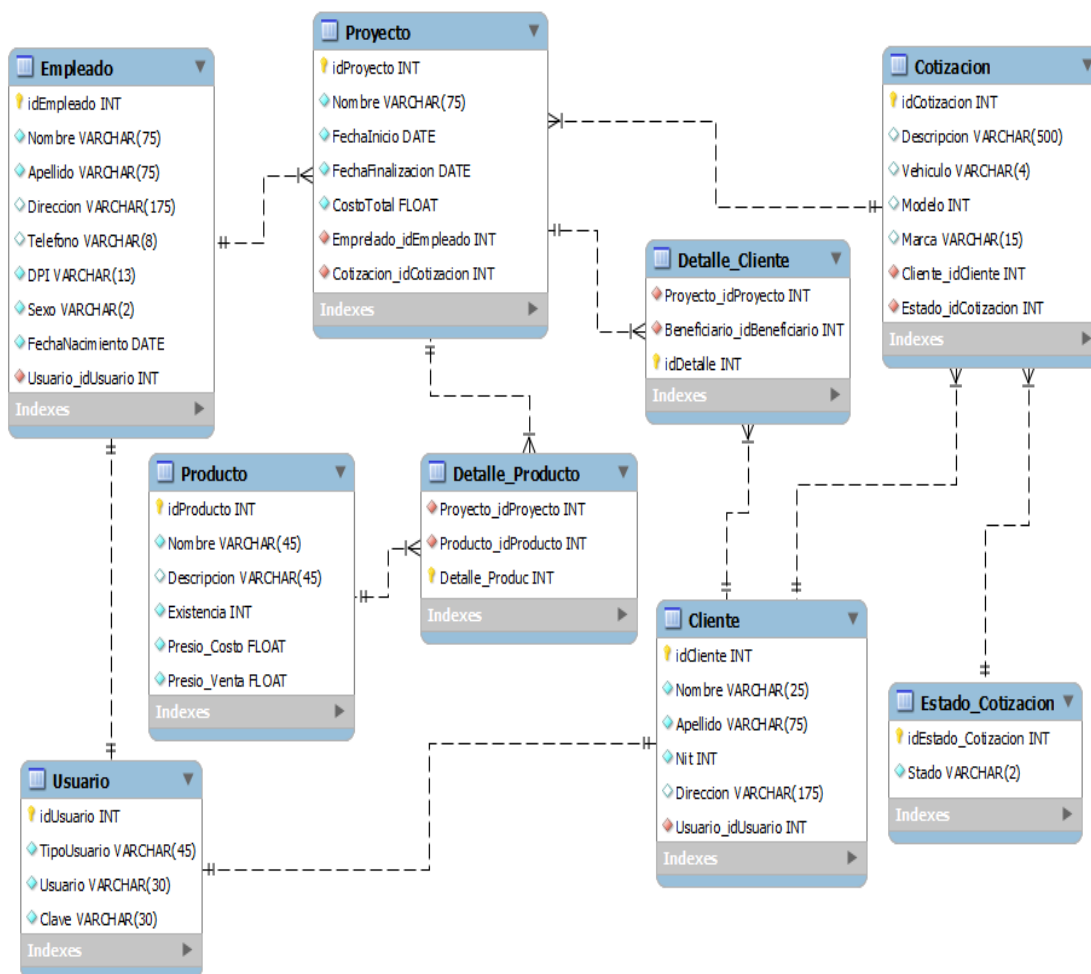 Empleado
idEmpleado INT
Nombre VARCHAR(75)
Apellido VARCHAR(75)
Direccion VARCHAR(175)
Telefono VARCHAR(8)
DPI VARCHAR(13)
Sexo VARCHAR(2)
FechaNacimiento DATE
Usuario_idUsuario INT
Indexes
Proyecto
idProyecto INT
Nombre VARCHAR(75)
FechaInicio DATE
FechaFinalizacion DATE
CostoTotal FLOAT
Emprelado_idEmpleado INT
Cotizacion_idCotizacion INT
Indexes
Cotizacion
idCotizacion INT
Descripcion VARCHAR(500)
Vehiculo VARCHAR(4)
Modelo INT
Marca VARCHAR(15)
Cliente_idCliente INT
Estado_idCotizacion INT
Indexes
Detalle_Cliente
Proyecto_idProyecto INT
Beneficiario_idBeneficiario INT
idDetalle INT
Indexes
Producto
idProducto INT
Nombre VARCHAR(45)
Descripcion VARCHAR(45)
Existencia INT
Presio_Costo FLOAT
Presio_Venta FLOAT
Indexes
Detalle_Producto
Proyecto_idProyecto INT
Producto_idProducto INT
Detalle_Produc INT
Indexes
Cliente
idCliente INT
Nombre VARCHAR(25)
Apellido VARCHAR(75)
Nit INT
Direccion VARCHAR(175)
Usuario_idUsuario INT
Indexes
Estado_Cotizacion
idEstado_Cotizacion INT
Stado VARCHAR(2)
Indexes
Usuario
idUsuario INT
TipoUsuario VARCHAR(45)
Usuario VARCHAR(30)
Clave VARCHAR(30)
Indexes